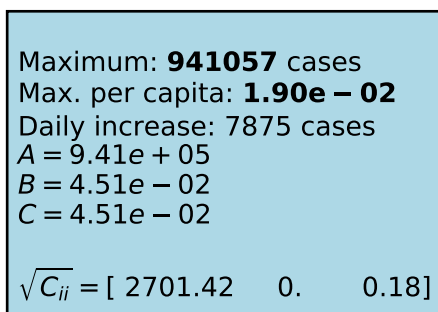 Maximum: 941057 cases
Max. per capita: 1.90e − 02
Daily increase: 7875 cases
A = 9.41e + 05
B = 4.51e − 02
C = 4.51e − 02
√Cᵢᵢ = [ 2701.42 0. 0.18]